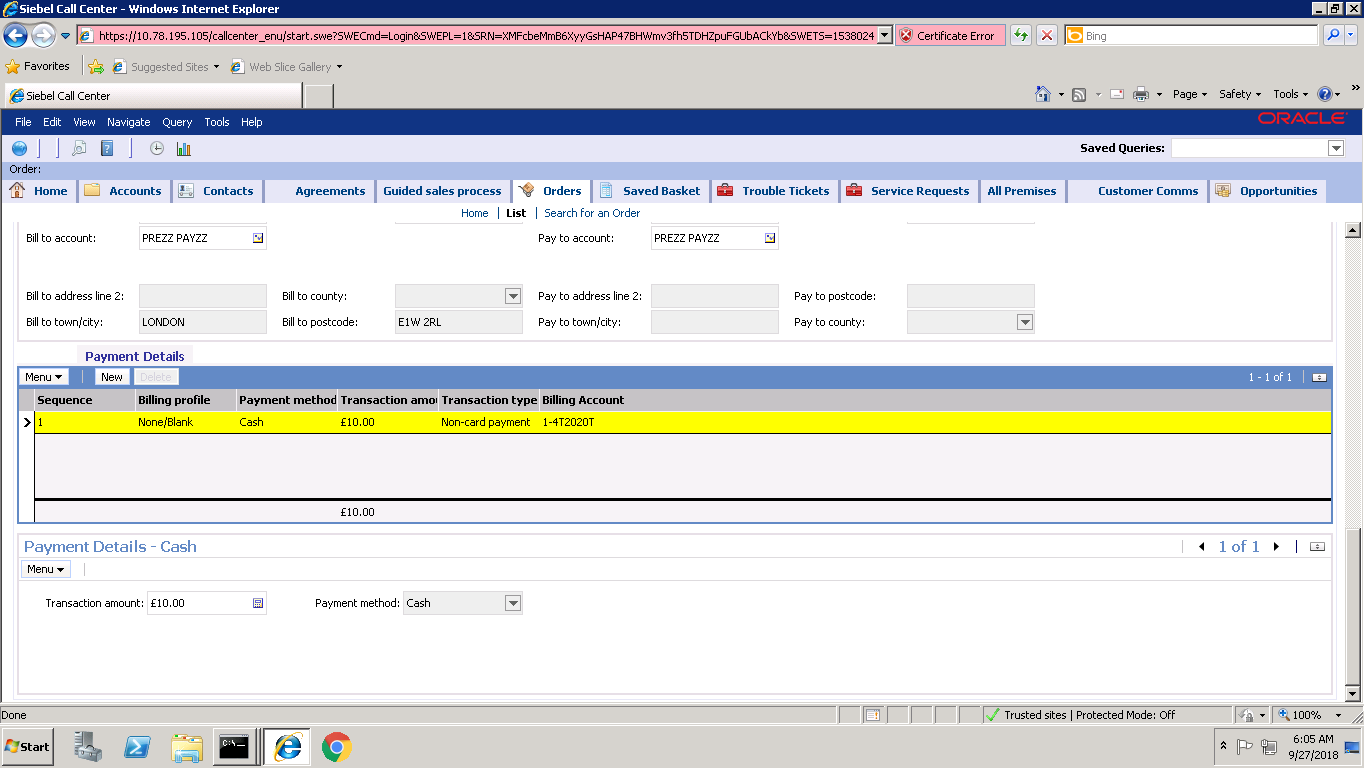 Siebel Call Center - Windows Internet Explorer
https://10.78.195.105/callcenter_enu/start.swe?SWECmd=Login&SWEPL=1&SRN=XMFcbeMmB6XyyGsHAP47BHWmv3fh5TDHZpuFGUbACkYb&SWETS=1538024 Certificate Error Bing
Favorites Suggested Sites Web Slice Gallery
Siebel Call Center Page Safety Tools
File Edit View Navigate Query Tools Help ORACLE
Saved Queries:
Order:
Home Accounts Contacts Agreements Guided sales process Orders Saved Basket Trouble Tickets Service Requests All Premises Customer Comms Opportunities
Home List Search for an Order
Bill to account: PREZZ PAYZZ Pay to account: PREZZ PAYZZ
Bill to address line 2: Bill to county: Pay to address line 2: Pay to postcode:
Bill to town/city: LONDON Bill to postcode: E1W 2RL Pay to town/city: Pay to county:
Payment Details
Menu New Delete 1 - 1 of 1
Sequence Billing profile Payment method Transaction amou Transaction type Billing Account
1 None/Blank Cash £10.00 Non-card payment 1-4T2020T
£10.00
Payment Details - Cash 1 of 1
Menu
Transaction amount: £10.00 Payment method: Cash
Done Trusted sites | Protected Mode: Off 100%
Start 6:05 AM
9/27/2018